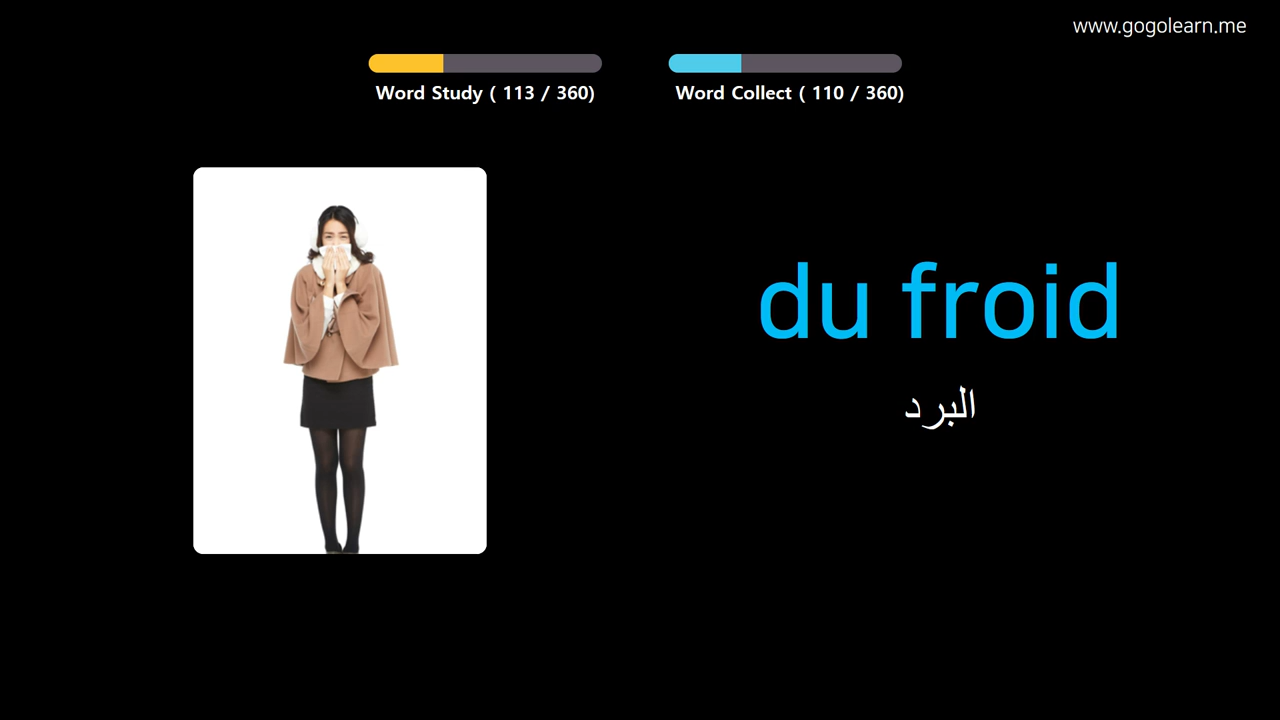 www.gogolearn.me
Word Study ( 113 / 360)
Word Collect ( 110 / 360)
du froid
البرد